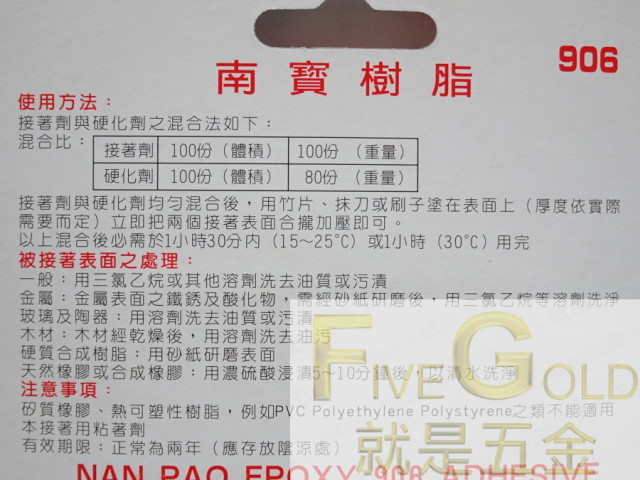 906
南寶樹脂
使用方法：
接著劑與硬化劑之混合法如下：
混合比：
接著劑 100份（體積） 100份（重量）
硬化劑 100份（體積） 80份（重量）
接著劑與硬化劑均勻混合後，用竹片、抹刀或刷子塗在表面上（厚度依實際
需要而定）立即把兩個接著表面合攏加壓即可。
以上混合後必需於1小時30分內（15~25°C）或1小時（30°C）用完
被接著表面之處理：
一般：用三氯乙烷或其他溶劑洗去油質或污漬
金屬：金屬表面之鐵銹及酸化物，需經砂紙研磨後，用三氯乙烷等溶劑洗淨
玻璃及陶器：用溶劑洗去油質或污漬
木材：木材經乾燥後，用溶劑洗去油污
硬質合成樹脂：用砂紙研磨表面
天然橡膠或合成橡膠：用濃硫酸浸漬5~10分鐘後，以清水洗淨
注意事項：
矽質橡膠、熱可塑性樹脂，例如PVC Polyethylene Polystyrene之類不能適用
本接著用粘著劑
有效期限：正常為兩年（應存放陰涼處）
NAN PAO EPOXY 906 ADHESIVE
FIVE GOLD
就是五金